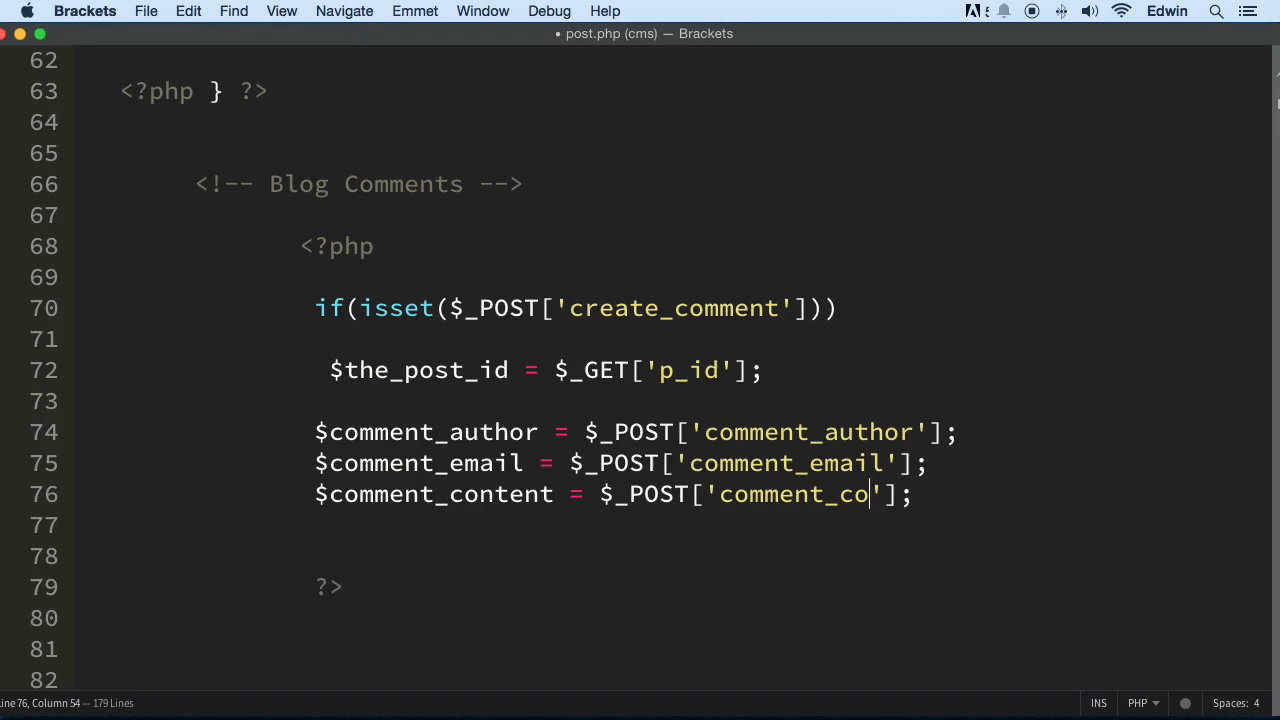 Brackets File Edit Find View Navigate Emmet Window Debug Help Edwin
• post.php (cms) — Brackets
62
63 <?php } ?>
64
65
66 <!-- Blog Comments -->
67
68 <?php
69
70 if(isset($_POST['create_comment']))
71
72 $the_post_id = $_GET['p_id'];
73
74 $comment_author = $_POST['comment_author'];
75 $comment_email = $_POST['comment_email'];
76 $comment_content = $_POST['comment_co'];
77
78
79 ?>
80
81
82
Line 76, Column 54 — 179 Lines INS PHP Spaces: 4